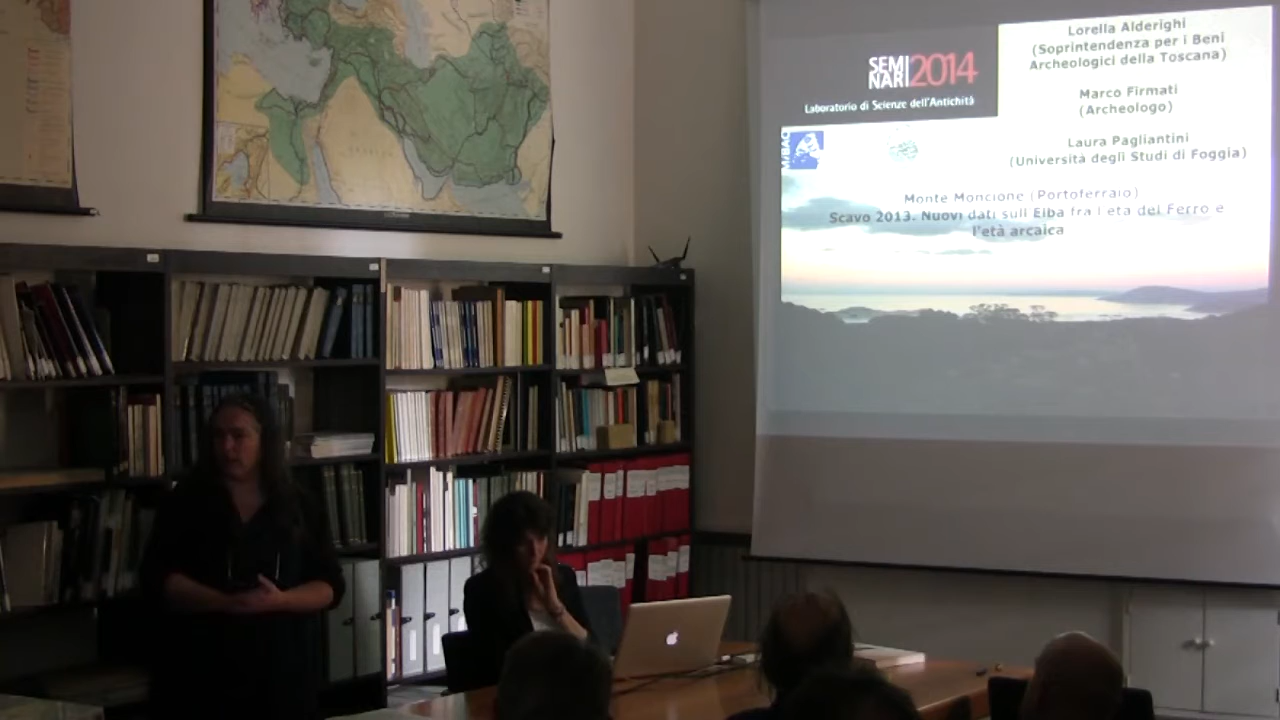 SEMI
NARI 2014
Laboratorio di Scienze dell'Antichità
Lorella Alderighi
(Soprintendenza per i Beni
Archeologici della Toscana)
Marco Firmati
(Archeologo)
Laura Pagliantini
(Università degli Studi di Foggia)
MiBAC
Monte Moncione (Portoferraio)
Scavo 2013. Nuovi dati sull'Elba fra l'età del Ferro e
l'età arcaica